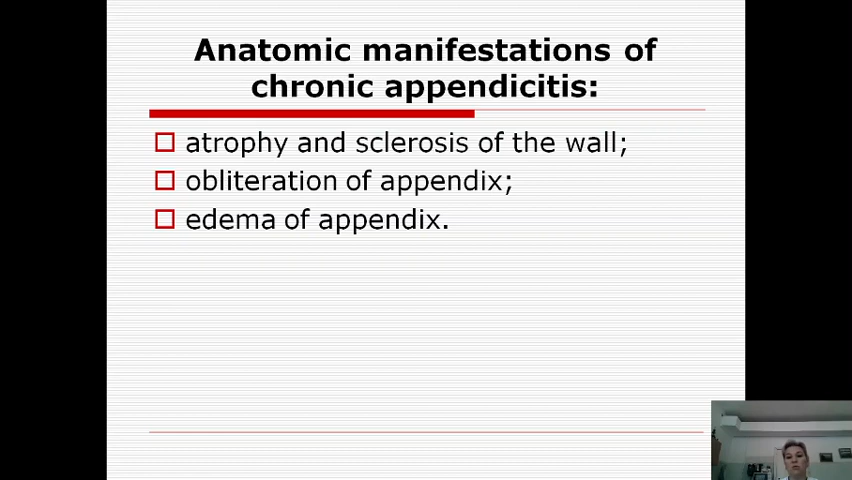 Anatomic manifestations of
chronic appendicitis:
atrophy and sclerosis of the wall;
obliteration of appendix;
edema of appendix.